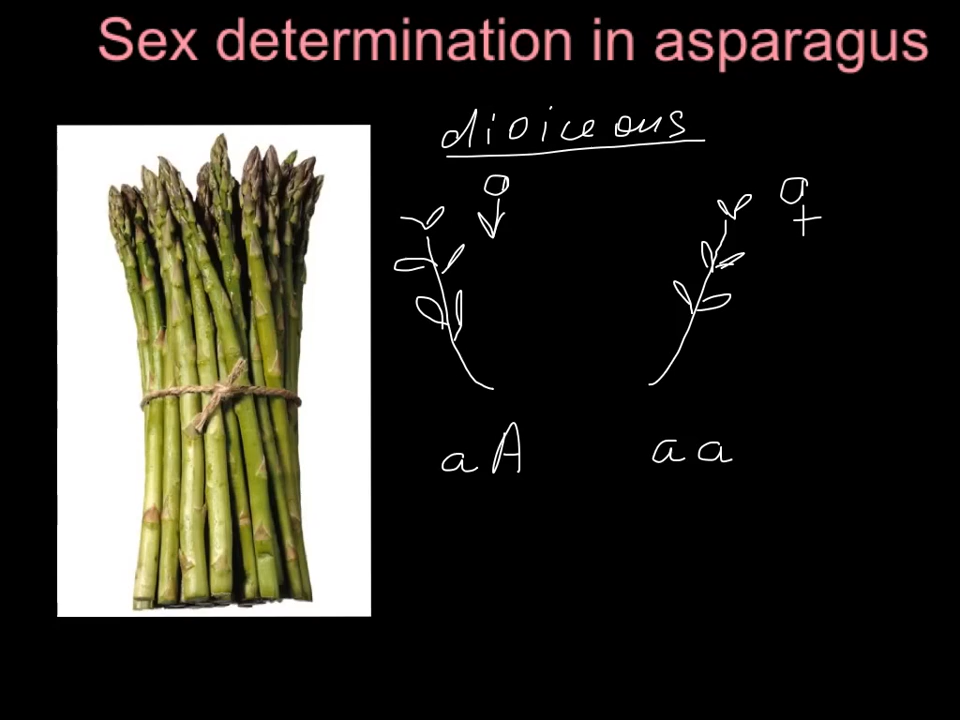 Sex determination in asparagus
dioiceous
♂ ♀
aA aa